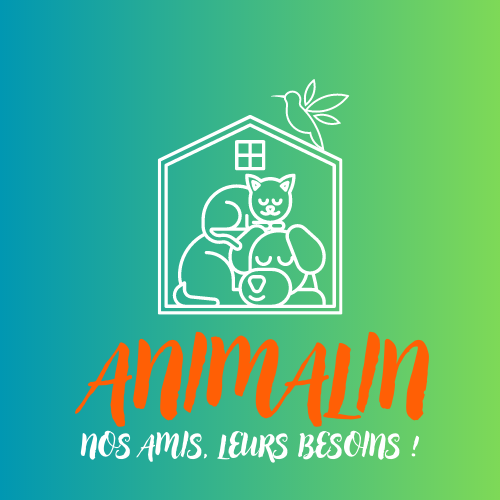 ANIMALIN
NOS AMIS, LEURS BESOINS !